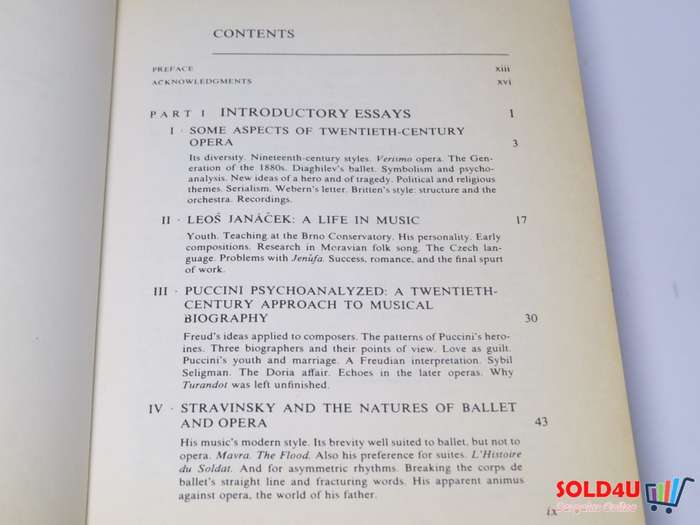 CONTENTS
PREFACE xiii
ACKNOWLEDGMENTS xvi
PART I INTRODUCTORY ESSAYS 1
I · SOME ASPECTS OF TWENTIETH-CENTURY
OPERA 3
Its diversity. Nineteenth-century styles. Verismo opera. The Gen-
eration of the 1880s. Diaghilev's ballet. Symbolism and psycho-
analysis. New ideas of a hero and of tragedy. Political and religious
themes. Serialism. Webern's letter. Britten's style: structure and the
orchestra. Recordings.
II · LEOŠ JANÁČEK: A LIFE IN MUSIC 17
Youth. Teaching at the Brno Conservatory. His personality. Early
compositions. Research in Moravian folk song. The Czech lan-
guage. Problems with Jenůfa. Success, romance, and the final spurt
of work.
III · PUCCINI PSYCHOANALYZED: A TWENTIETH-
CENTURY APPROACH TO MUSICAL
BIOGRAPHY 30
Freud's ideas applied to composers. The patterns of Puccini's hero-
ines. Three biographers and their points of view. Love as guilt.
Puccini's youth and marriage. A Freudian interpretation. Sybil
Seligman. The Doria affair. Echoes in the later operas. Why
Turandot was left unfinished.
IV · STRAVINSKY AND THE NATURES OF BALLET
AND OPERA 43
His music's modern style. Its brevity well suited to ballet, but not to
opera. Mavra. The Flood. Also his preference for suites. L'Histoire
du Soldat. And for asymmetric rhythms. Breaking the corps de
ballet's straight line and fracturing words. His apparent animus
against opera, the world of his father.
ix
SOLD4U
Bargains Online